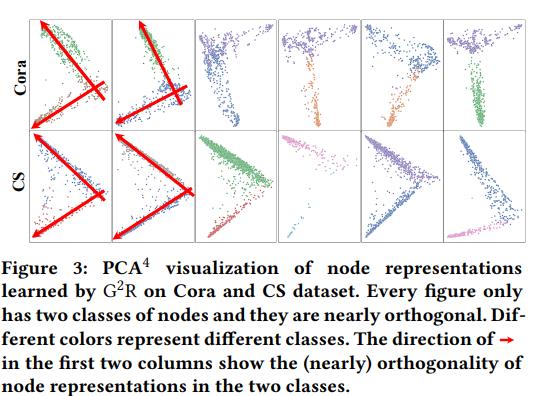 Cora
CS
Figure 3: PCA⁴ visualization of node representations
learned by G²R on Cora and CS dataset. Every figure only
has two classes of nodes and they are nearly orthogonal. Dif-
ferent colors represent different classes. The direction of →
in the first two columns show the (nearly) orthogonality of
node representations in the two classes.